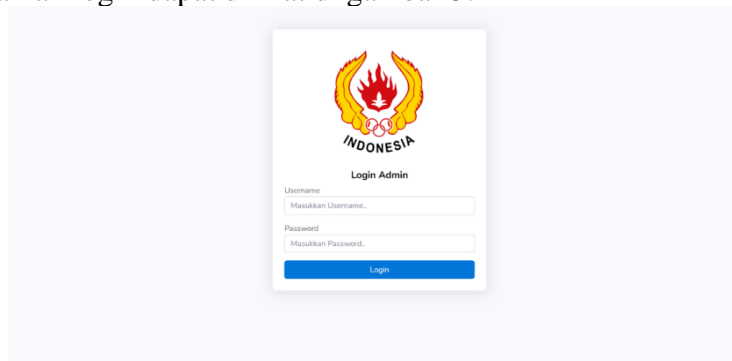 INDONESIA
Login Admin
Username
Masukkan Username..
Password
Masukkan Password..
Login